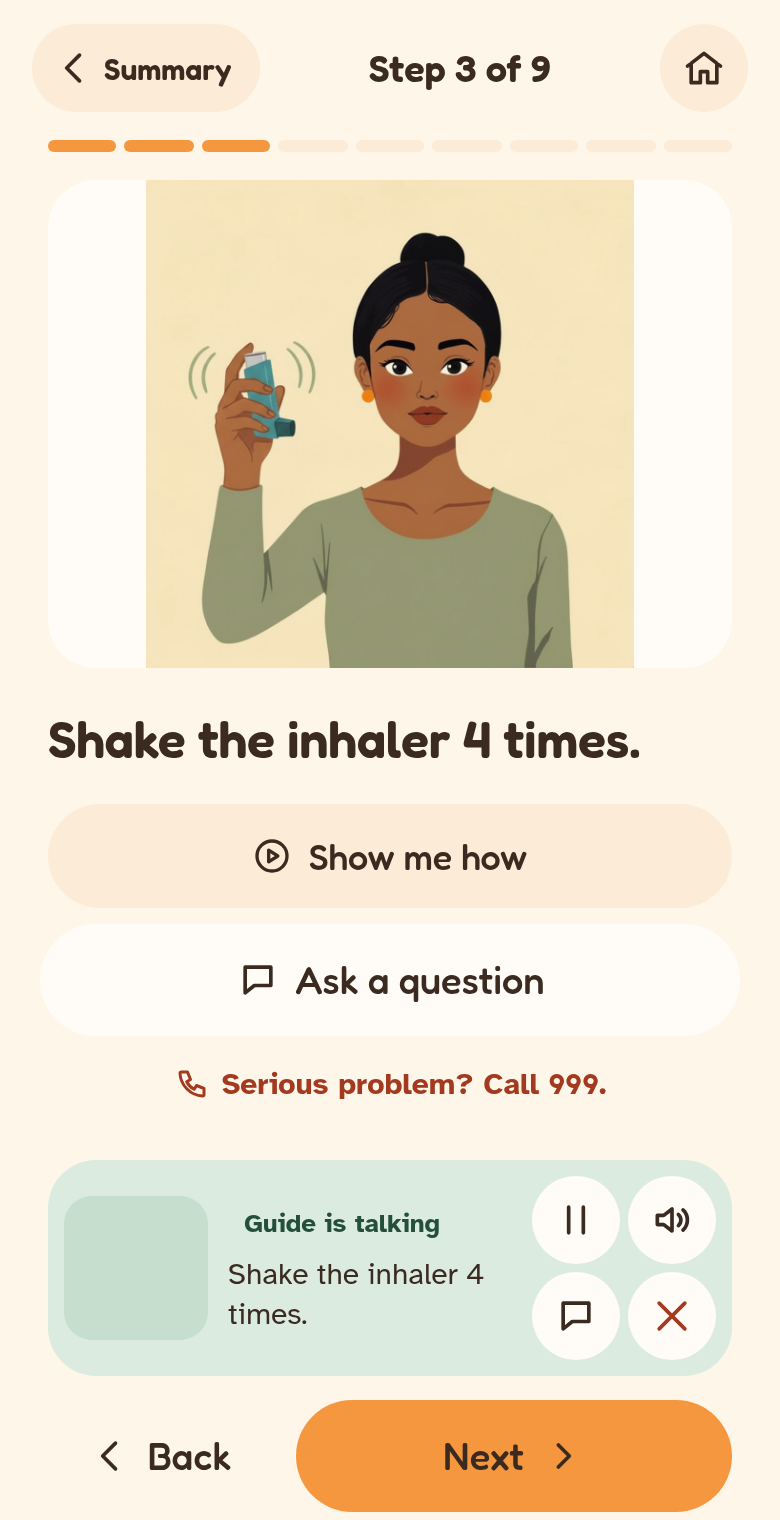 Summary
Step 3 of 9
Shake the inhaler 4 times.
Show me how
Ask a question
Serious problem? Call 999.
Guide is talking
Shake the inhaler 4
times.
Back
Next